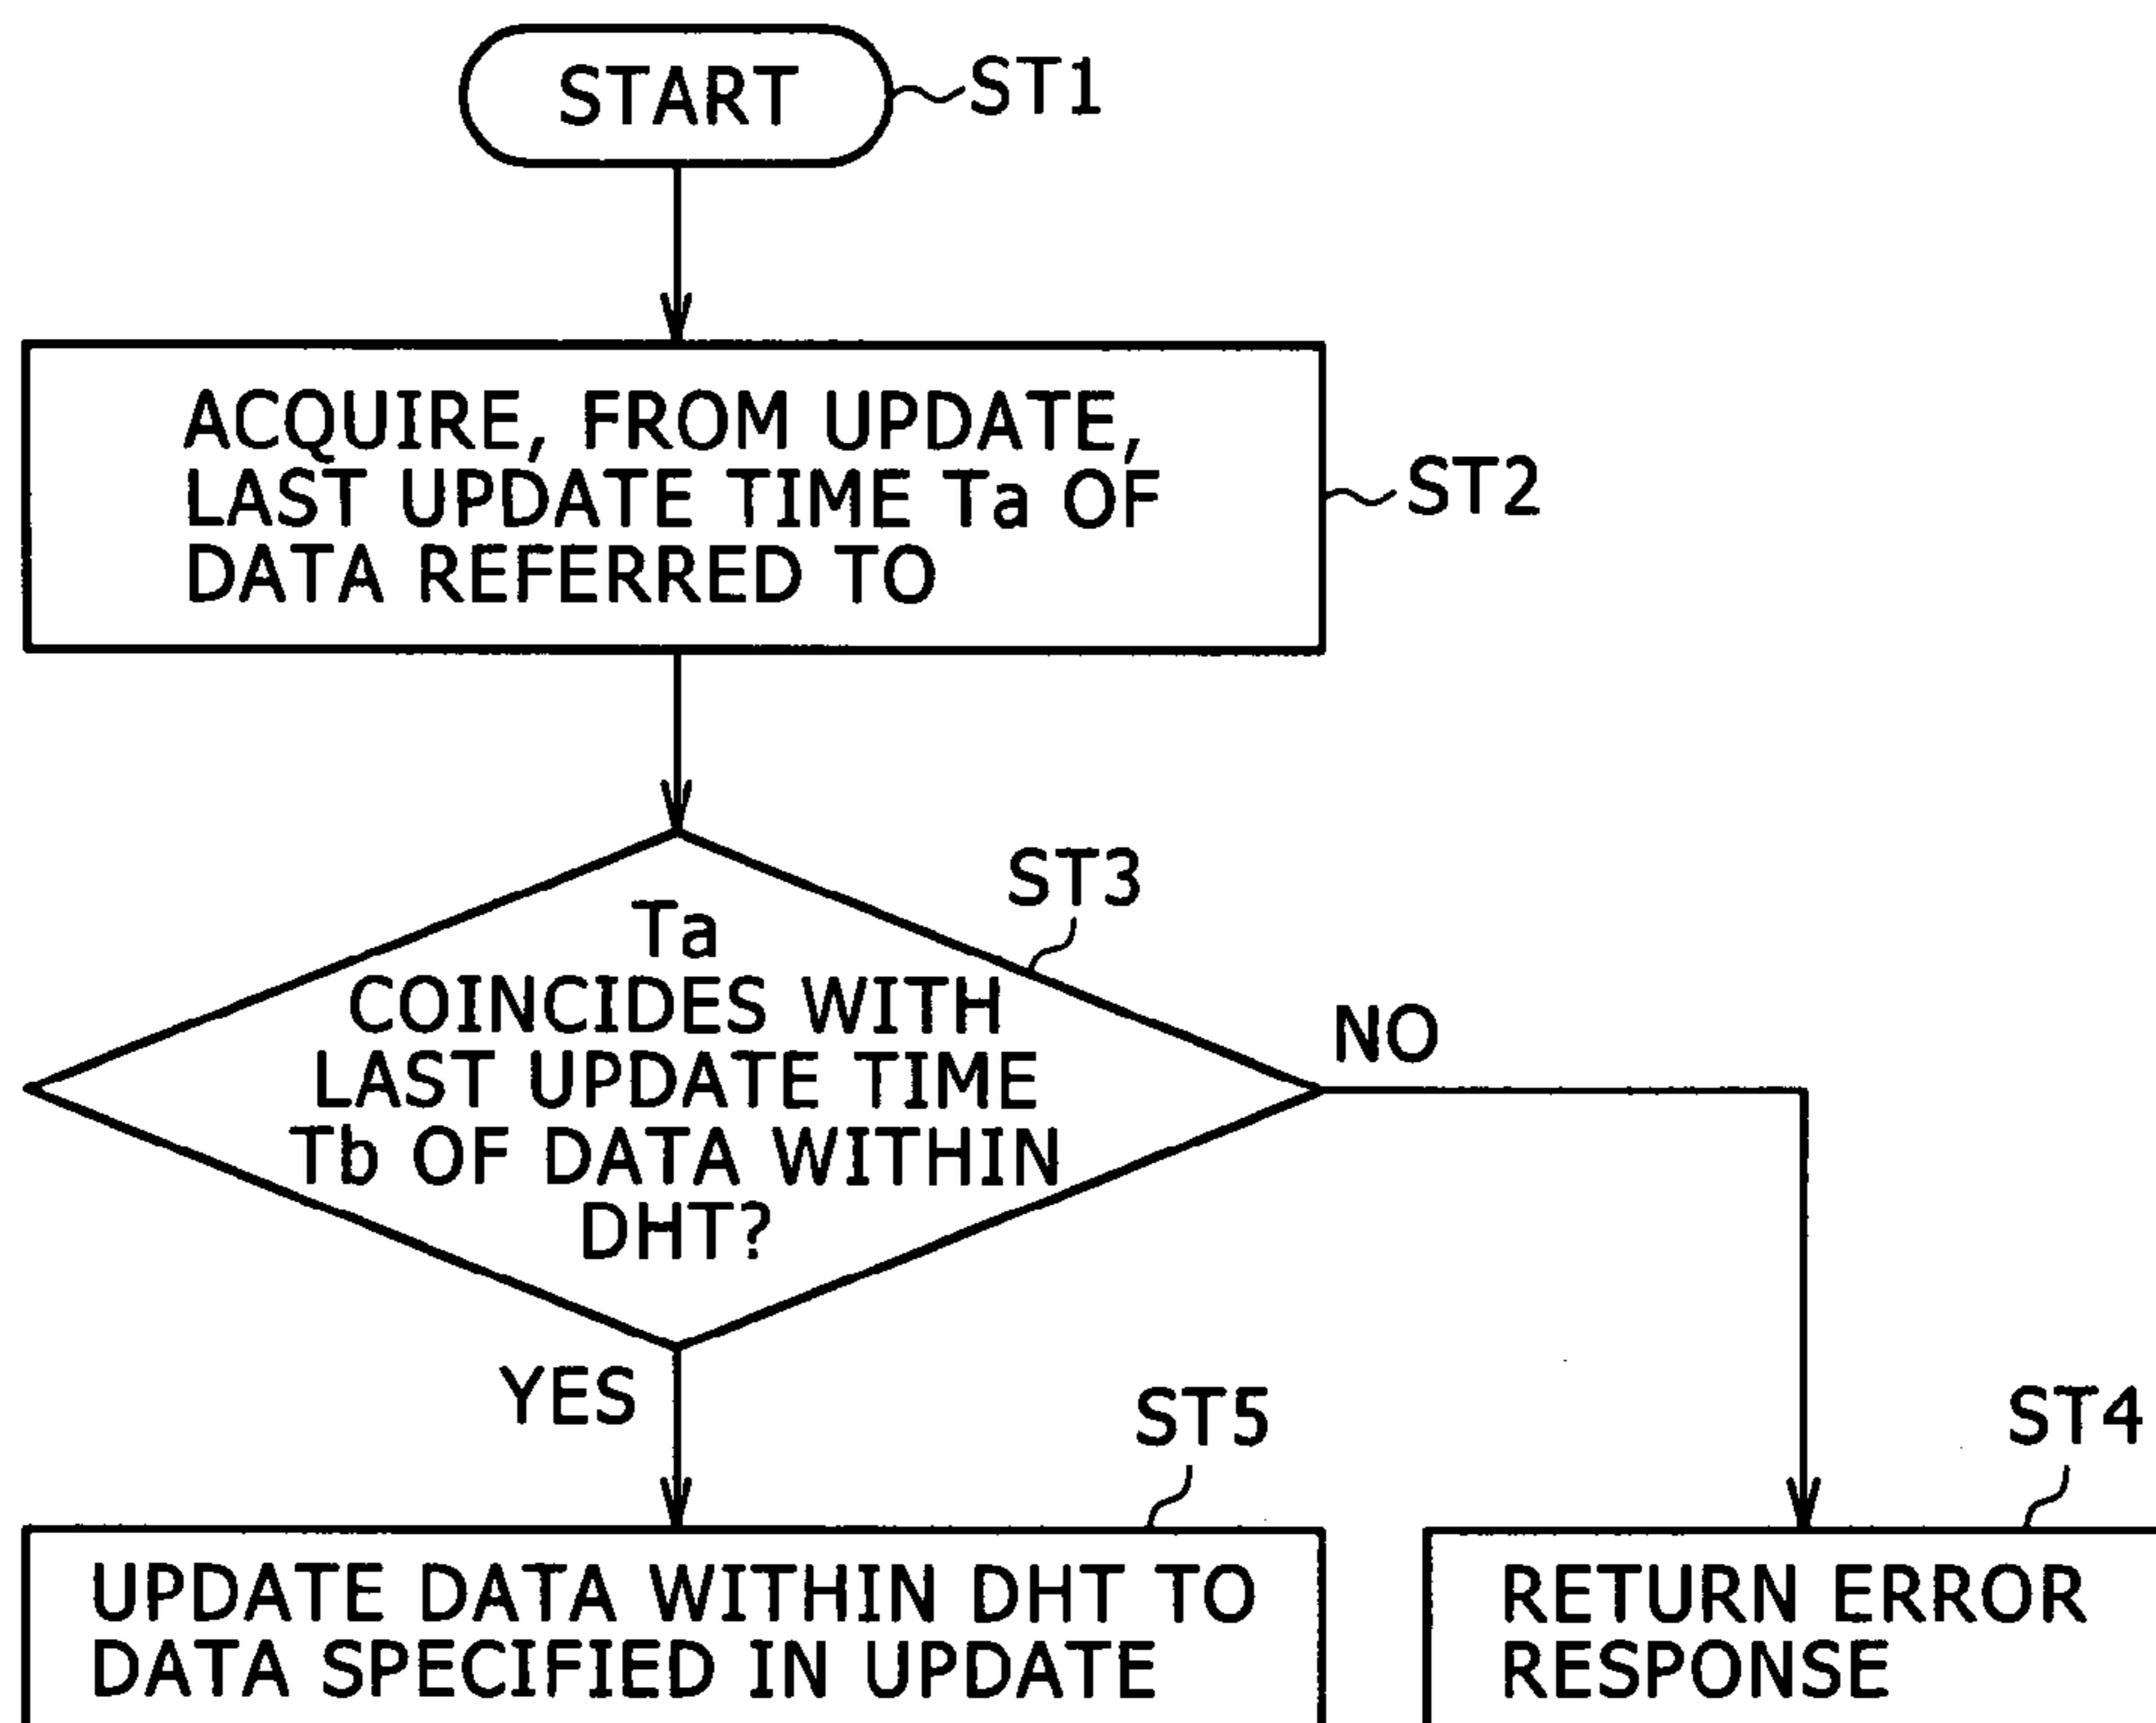 START
ST1
ACQUIRE, FROM UPDATE,
LAST UPDATE TIME Ta OF
DATA REFERRED TO
ST2
ST3
Ta
COINCIDES WITH
LAST UPDATE TIME
Tb OF DATA WITHIN
DHT?
NO
YES
ST5
ST4
UPDATE DATA WITHIN DHT TO
DATA SPECIFIED IN UPDATE
RETURN ERROR
RESPONSE